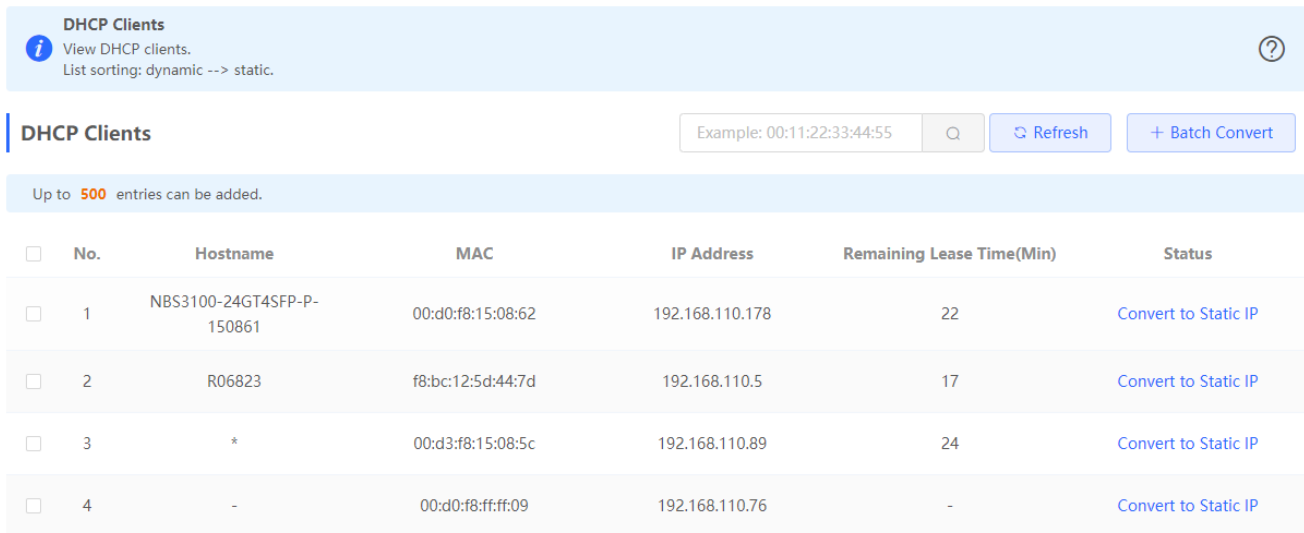 DHCP Clients
View DHCP clients.
List sorting: dynamic --> static.
DHCP Clients
Example: 00:11:22:33:44:55
Refresh
+ Batch Convert
Up to 500 entries can be added.
No. Hostname MAC IP Address Remaining Lease Time(Min) Status
1 NBS3100-24GT4SFP-P-
150861 00:d0:f8:15:08:62 192.168.110.178 22 Convert to Static IP
2 R06823 f8:bc:12:5d:44:7d 192.168.110.5 17 Convert to Static IP
3 * 00:d3:f8:15:08:5c 192.168.110.89 24 Convert to Static IP
4 - 00:d0:f8:ff:ff:09 192.168.110.76 - Convert to Static IP